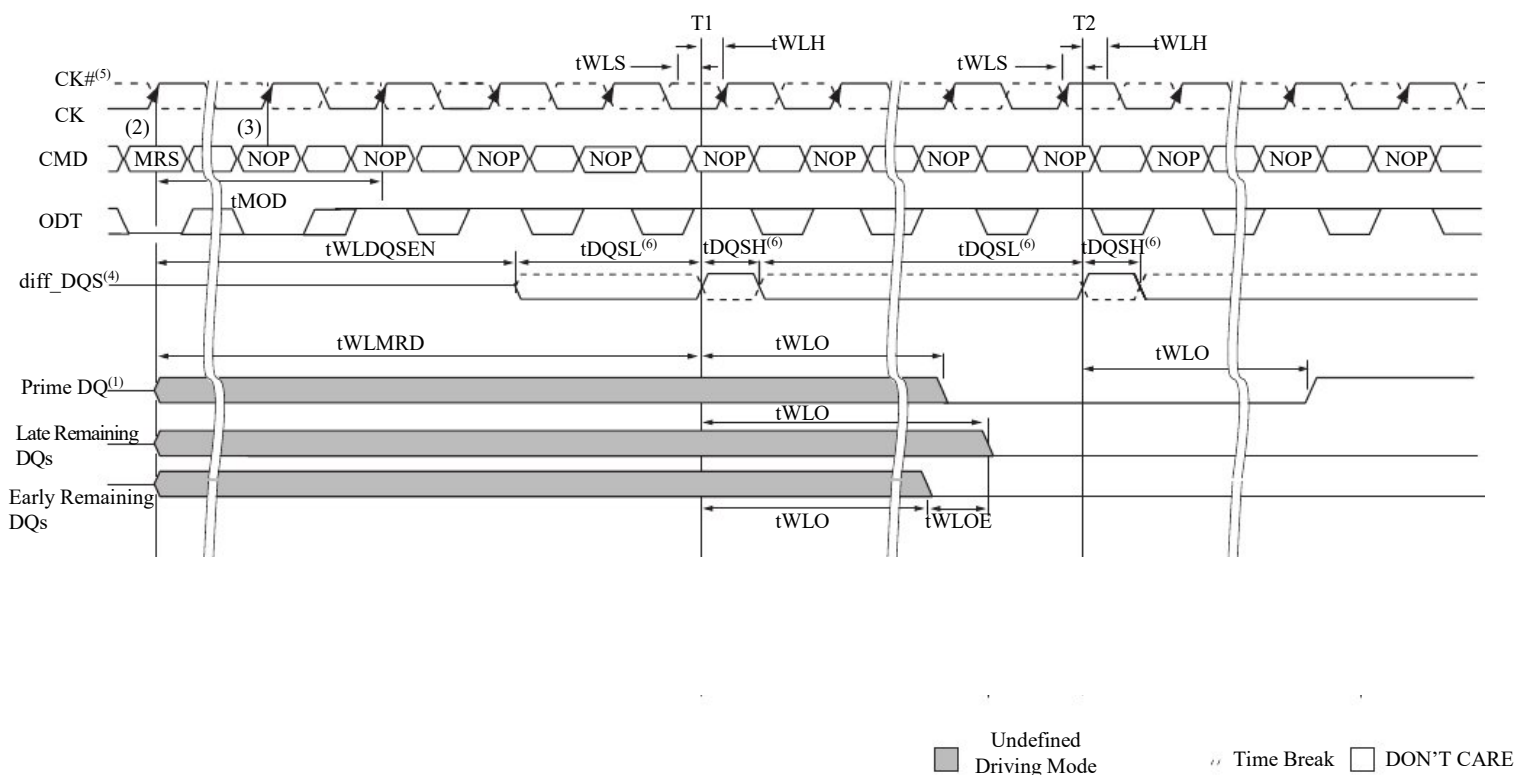 T1 T2
tWLH tWLH
tWLS tWLS
CK#(5)
CK
(2) (3)
CMD MRS NOP NOP NOP NOP NOP NOP NOP NOP NOP NOP NOP
tMOD
ODT
tWLDQSEN tDQSL(6) tDQSH(6) tDQSL(6) tDQSH(6)
diff_DQS(4)
tWLMRD tWLO tWLO
Prime DQ(1)
tWLO
Late Remaining
DQs
Early Remaining
DQs
tWLO tWLOE
Undefined
Driving Mode
Time Break
DON'T CARE